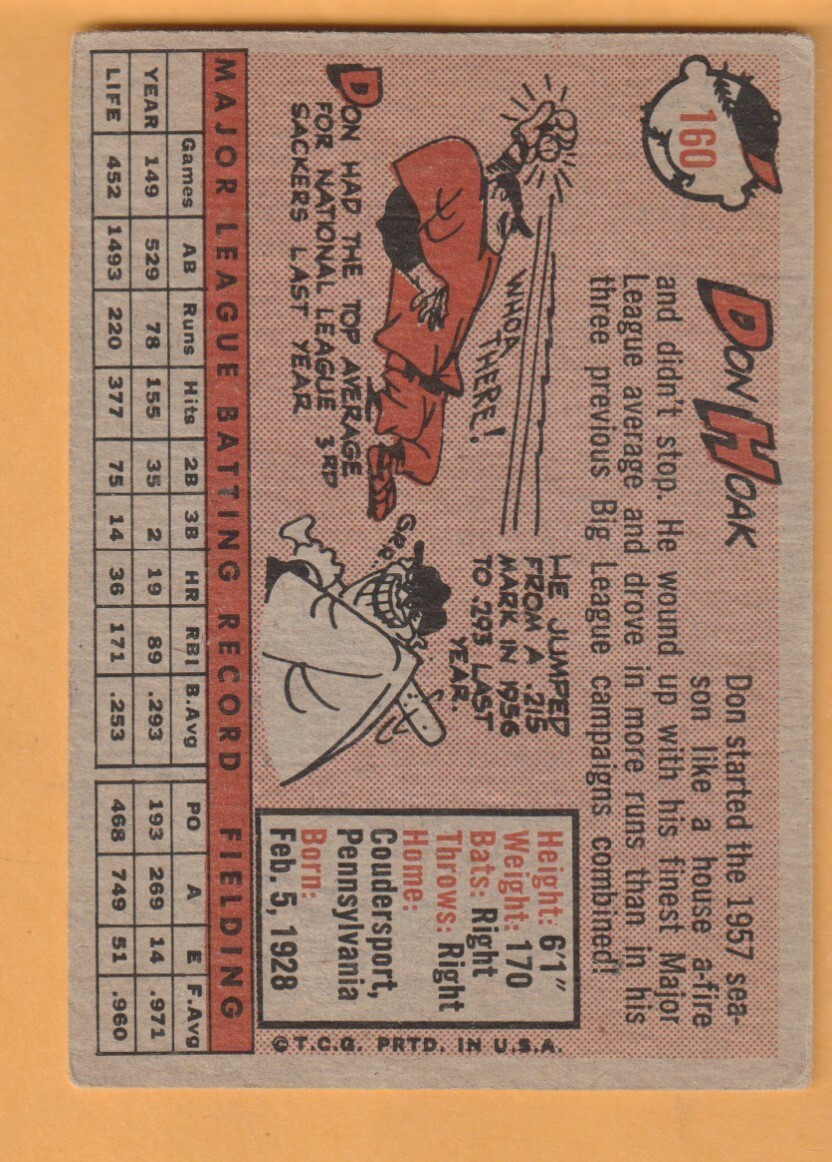 160
DON HOAK
Don started the 1957 sea-
son like a house a-fire
and didn't stop. He wound up with his finest Major
League average and drove in more runs than in his
three previous Big League campaigns combined!
WHOA THERE!
DON HAD THE TOP AVERAGE
FOR NATIONAL LEAGUE 3RD
SACKERS LAST YEAR
HE JUMPED
FROM A .215
MARK IN 1956
TO .293 LAST
YEAR.
GEE!
Height: 6'1"
Weight: 170
Bats: Right
Throws: Right
Home:
Coudersport,
Pennsylvania
Born:
Feb. 5, 1928
©T.C.G. PRTD. IN U.S.A.
MAJOR LEAGUE BATTING RECORD FIELDING
Games AB Runs Hits 2B 3B HR RBI B.Avg PO A E F.Avg
YEAR 149 529 78 155 35 2 19 89 .293 193 269 14 .971
LIFE 452 1493 220 377 75 14 36 171 .253 468 749 51 .960